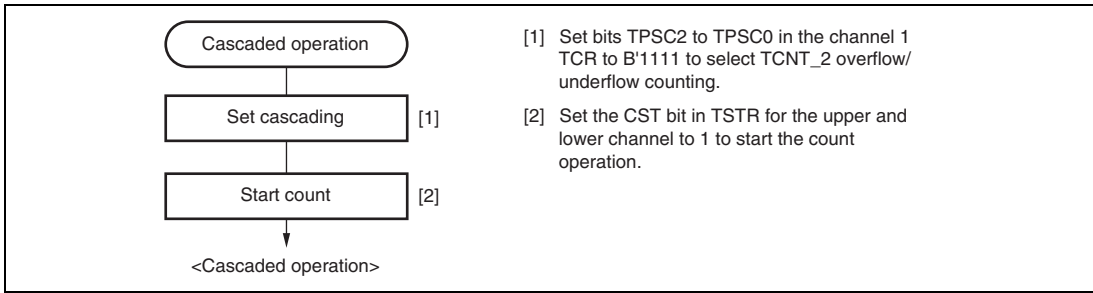 Cascaded operation
Set cascading
[1]
Start count
[2]
<Cascaded operation>
[1] Set bits TPSC2 to TPSC0 in the channel 1
TCR to B'1111 to select TCNT_2 overflow/
underflow counting.
[2] Set the CST bit in TSTR for the upper and
lower channel to 1 to start the count
operation.